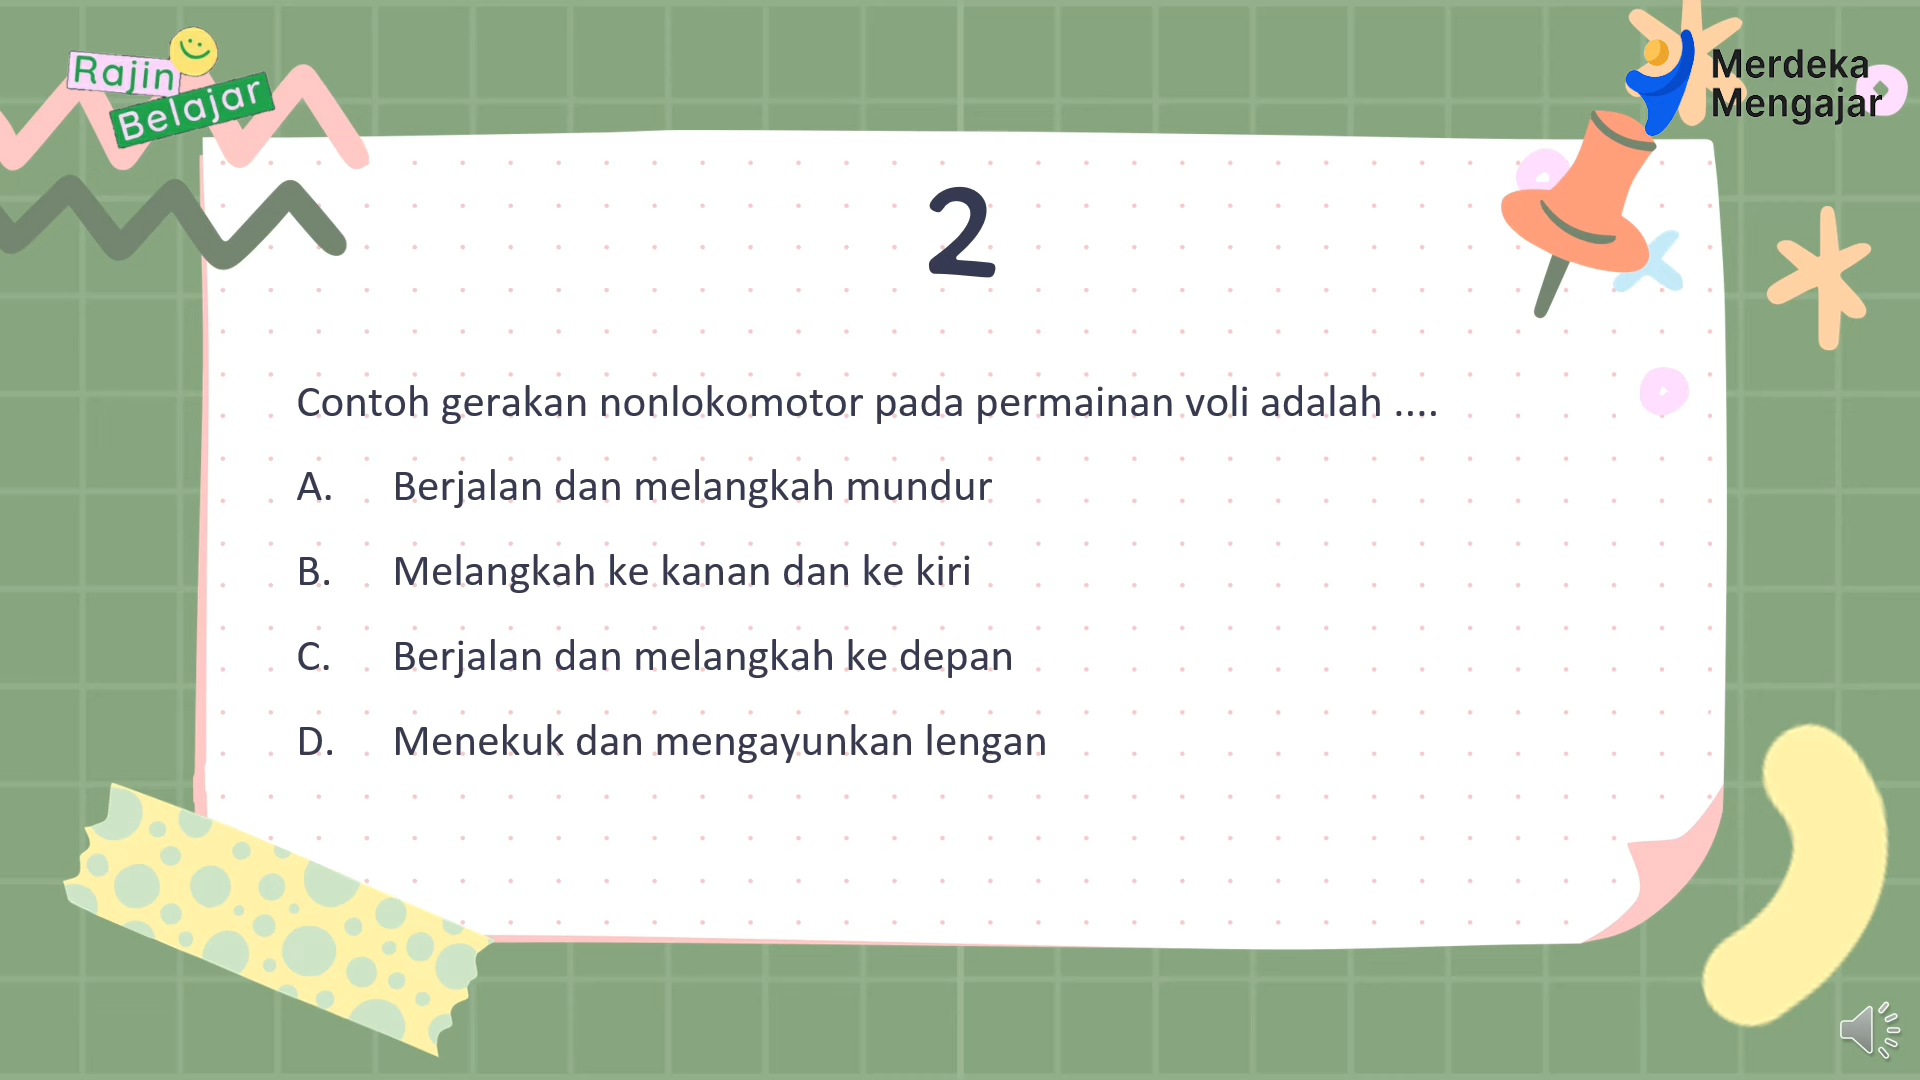 Rajin
Belajar
Merdeka
Mengajar
2
Contoh gerakan nonlokomotor pada permainan voli adalah ....
A. Berjalan dan melangkah mundur
B. Melangkah ke kanan dan ke kiri
C. Berjalan dan melangkah ke depan
D. Menekuk dan mengayunkan lengan